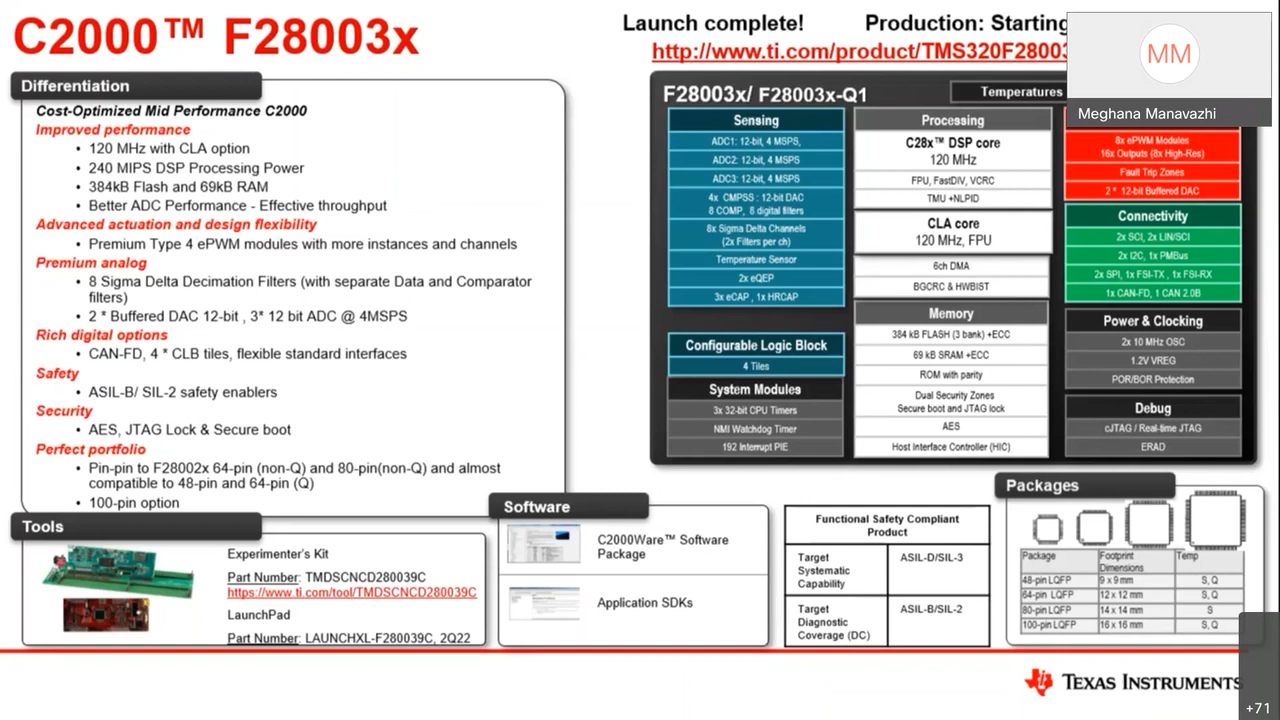 C2000™ F28003x
Launch complete!
Production: Starting
http://www.ti.com/product/TMS320F28003
MM
Meghana Manavazhi
Differentiation
Cost-Optimized Mid Performance C2000
Improved performance
• 120 MHz with CLA option
• 240 MIPS DSP Processing Power
• 384kB Flash and 69kB RAM
• Better ADC Performance - Effective throughput
Advanced actuation and design flexibility
• Premium Type 4 ePWM modules with more instances and channels
Premium analog
• 8 Sigma Delta Decimation Filters (with separate Data and Comparator
filters)
• 2 * Buffered DAC 12-bit , 3* 12 bit ADC @ 4MSPS
Rich digital options
• CAN-FD, 4 * CLB tiles, flexible standard interfaces
Safety
• ASIL-B/ SIL-2 safety enablers
Security
• AES, JTAG Lock & Secure boot
Perfect portfolio
• Pin-pin to F28002x 64-pin (non-Q) and 80-pin(non-Q) and almost
compatible to 48-pin and 64-pin (Q)
• 100-pin option
F28003x/ F28003x-Q1
Temperatures
Sensing
ADC1: 12-bit, 4 MSPS,
ADC2: 12-bit, 4 MSPS
ADC3: 12-bit, 4 MSPS
4x CMPSS : 12-bit DAC
8 COMP, 8 digital filters
8x Sigma Delta Channels
(2x Filters per ch)
Temperature Sensor
2x eQEP
3x eCAP , 1x HRCAP
Configurable Logic Block
4 Tiles
System Modules
3x 32-bit CPU Timers
NMI Watchdog Timer
192 Interrupt PIE
Processing
C28x™ DSP core
120 MHz
FPU, FastDIV, VCRC
TMU +NLPID
CLA core
120 MHz, FPU
6ch DMA
BGCRC & HWBIST
Memory
384 kB FLASH (3 bank) +ECC
69 kB SRAM +ECC
ROM with parity
Dual Security Zones
Secure boot and JTAG lock
AES
Host Interface Controller (HIC)
8x ePWM Modules
16x Outputs (8x High-Res)
Fault Trip Zones
2 * 12-bit Buffered DAC
Connectivity
2x SCI, 2x LIN/SCI
2x I2C, 1x PMBus
2x SPI, 1x FSI-TX , 1x FSI-RX
1x CAN-FD, 1 CAN 2.0B
Power & Clocking
2x 10 MHz OSC
1.2V VREG
POR/BOR Protection
Debug
cJTAG / Real-time JTAG
ERAD
Tools
Experimenter's Kit
Part Number: TMDSCNCD280039C
https://www.ti.com/tool/TMDSCNCD280039C
LaunchPad
Part Number: LAUNCHXL-F280039C, 2Q22
Software
C2000Ware™ Software
Package
Application SDKs
Functional Safety Compliant
Product
Target
Systematic
Capability
ASIL-D/SIL-3
Target
Diagnostic
Coverage (DC)
ASIL-B/SIL-2
Packages
Package Footprint Dimensions Temp
48-pin LQFP 9 x 9 mm S, Q
64-pin LQFP 12 x 12 mm S, Q
80-pin LQFP 14 x 14 mm S
100-pin LQFP 16 x 16 mm S, Q
TEXAS INSTRUMENTS
+71